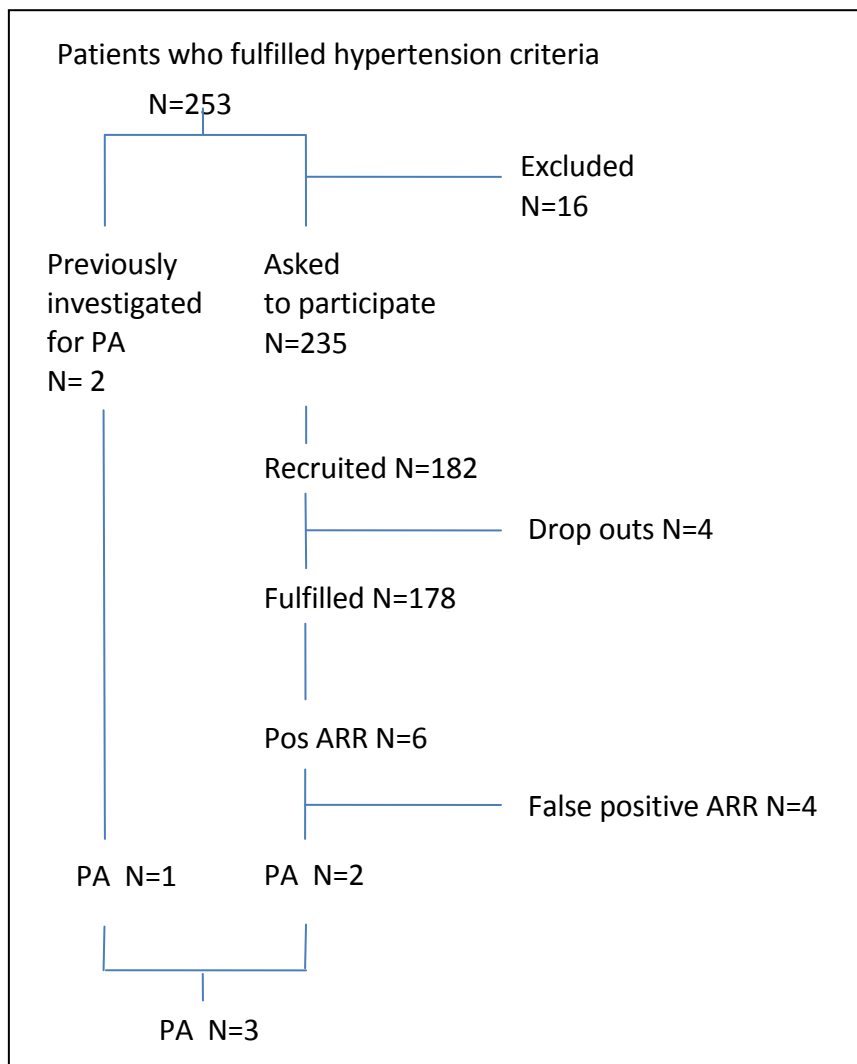 Patients who fulfilled hypertension criteria
N=253
Excluded
N=16
Previously
investigated
for PA
N= 2
Asked
to participate
N=235
Recruited N=182
Drop outs N=4
Fulfilled N=178
Pos ARR N=6
False positive ARR N=4
PA  N=1
PA  N=2
PA  N=3